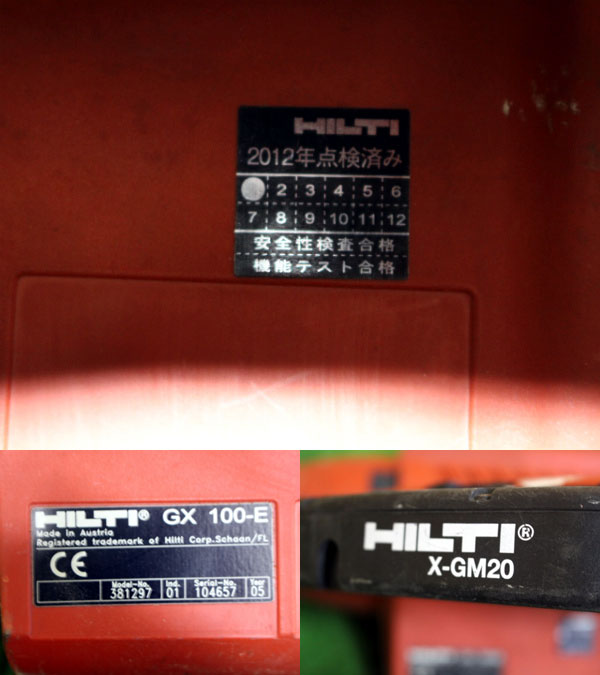 HILTI
2012年点検済み
2 3 4 5 6
7 8 9 10 11 12
安全性検査合格
機能テスト合格
HILTI® GX 100-E
Made in Austria
Registered trademark of Hilti Corp.Schaan/FL
CE
Model-No. Ind. Serial-No. Year
381297 01 104657 05
HILTI®
X-GM20